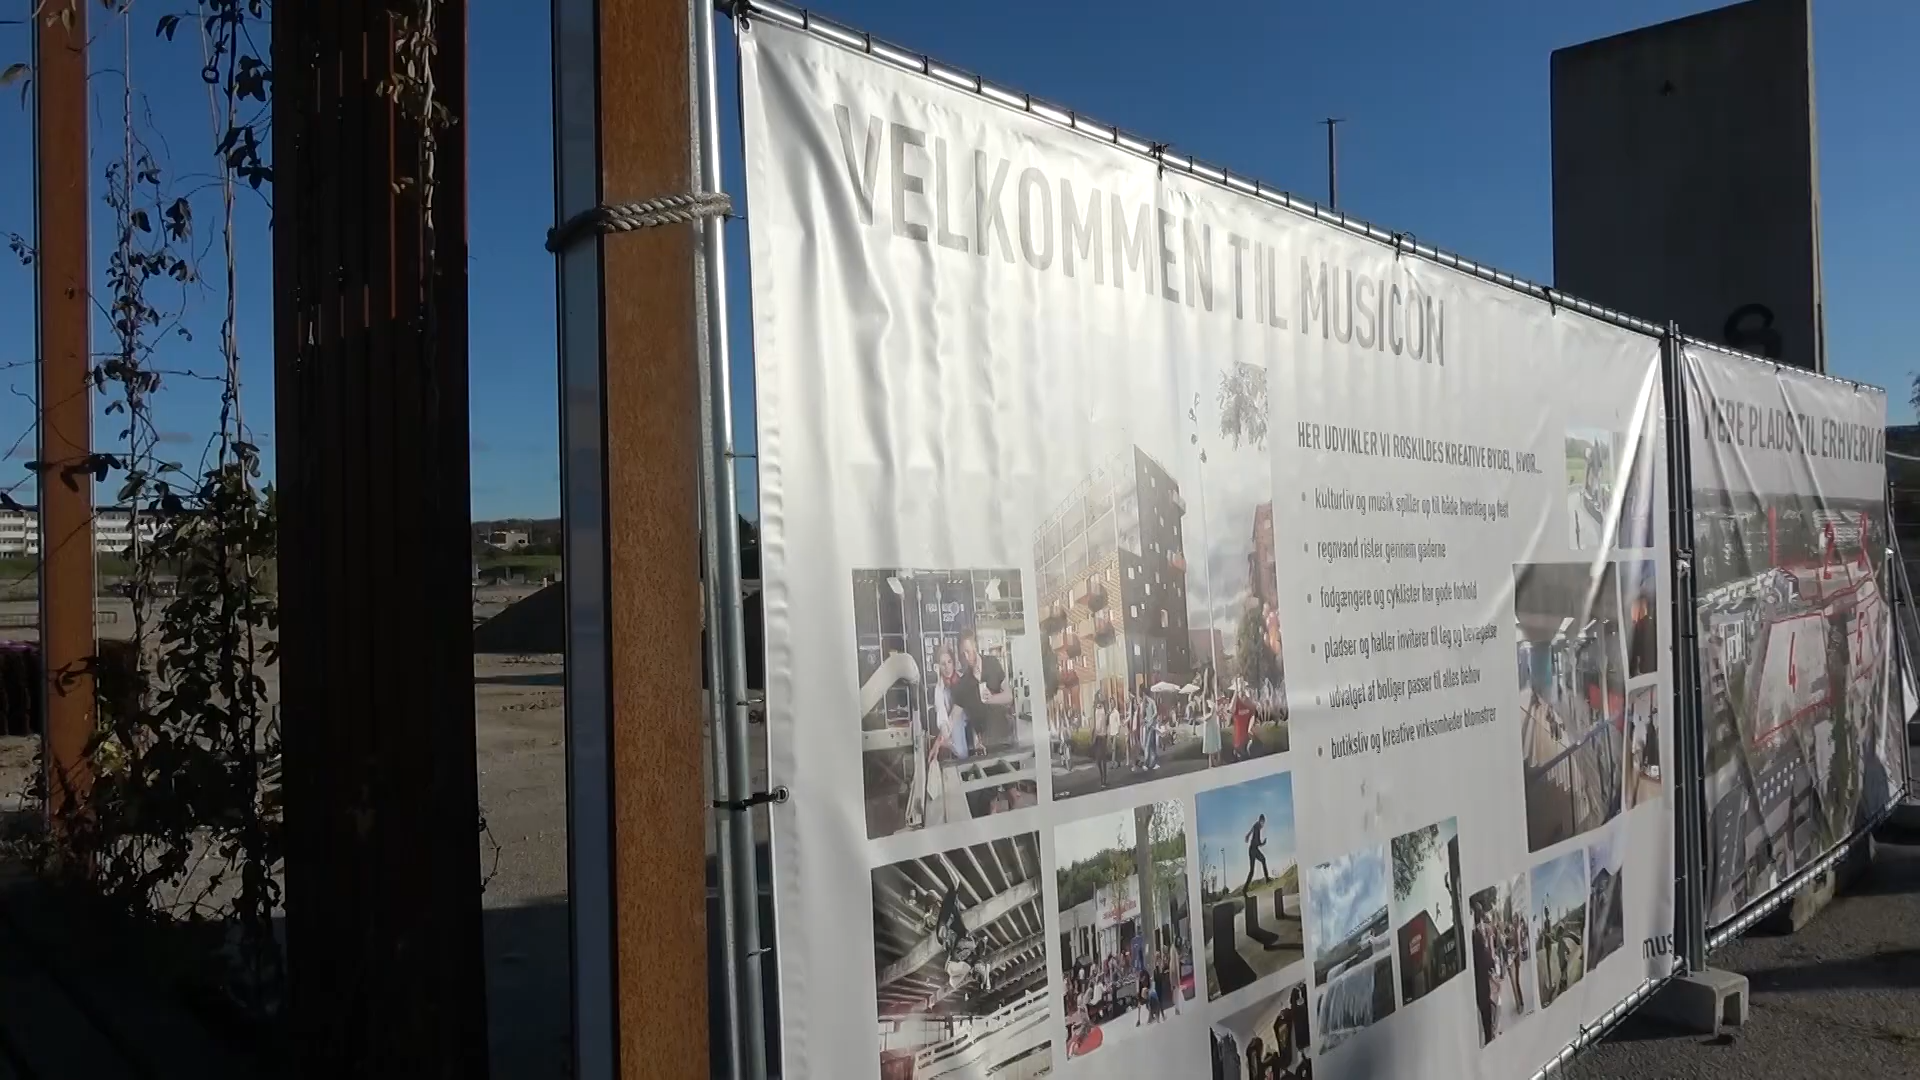 VELKOMMEN TIL MUSICON
HER UDVIKLER VI ROSKILDES KREATIVE BYDEL, HVOR...
• kulturliv og musik spiller op til både hverdag og fest
• regnvand risler gennem gaderne
• fodgængere og cyklister har gode forhold
• pladser og haller inviterer til leg og bevægelse
• udvalget af boliger passer til alles behov
• butiksliv og kreative virksomheder blomstrer
mus
MERE PLADS TIL ERHVERV
4